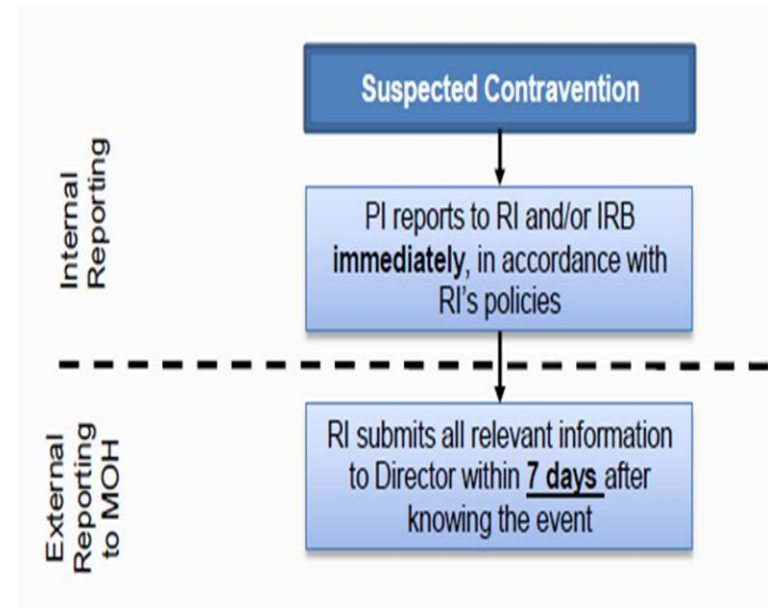 Suspected Contravention
Internal
Reporting
PI reports to RI and/or IRB
immediately, in accordance with
RI's policies
External
Reporting
to MOH
RI submits all relevant information
to Director within 7 days after
knowing the event